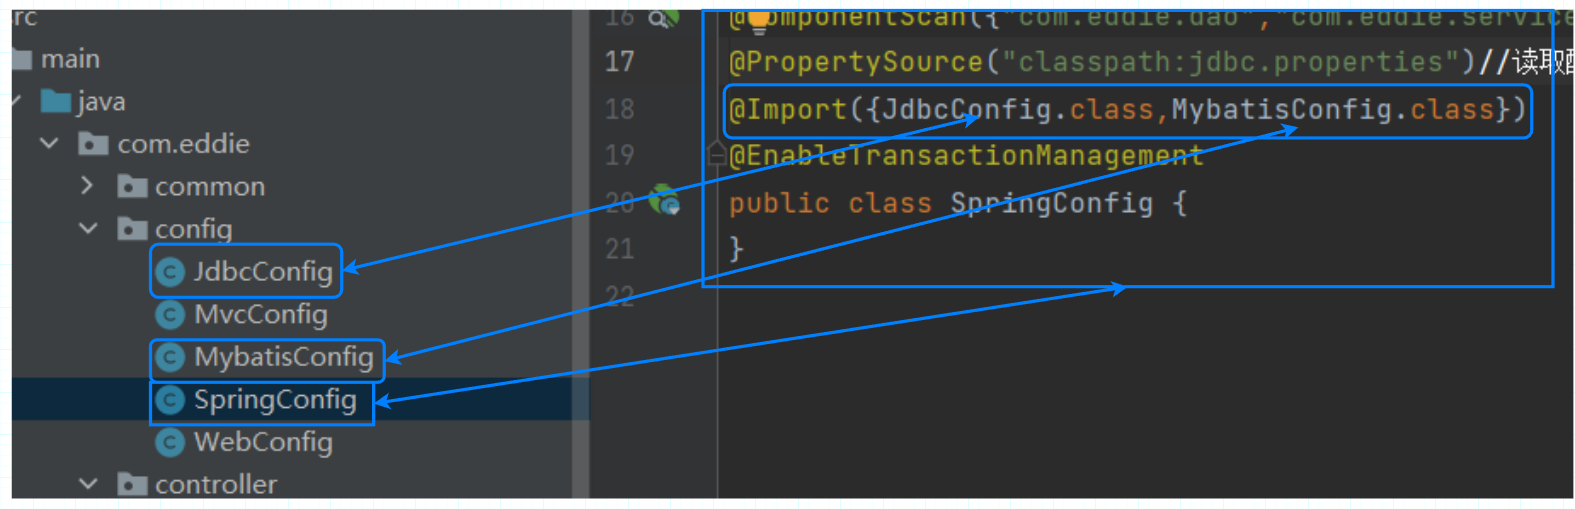 rc
main
java
com.eddie
common
config
JdbcConfig
MvcConfig
MybatisConfig
SpringConfig
WebConfig
controller
16 @ComponentScan({"com.eddie.dao","com.eddie.service
17 @PropertySource("classpath:jdbc.properties")//读取配
18 @Import({JdbcConfig.class,MybatisConfig.class})
19 @EnableTransactionManagement
20 public class SpringConfig {
21 }
22